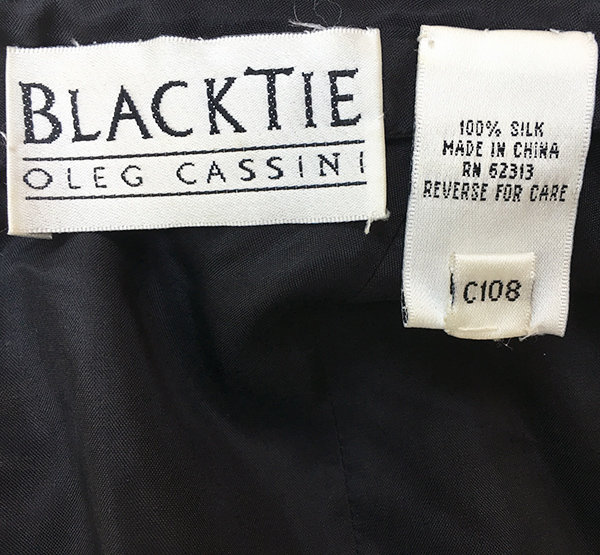 BLACKTIE
OLEG CASSINI
100% SILK
MADE IN CHINA
RN 62313
REVERSE FOR CARE
C108